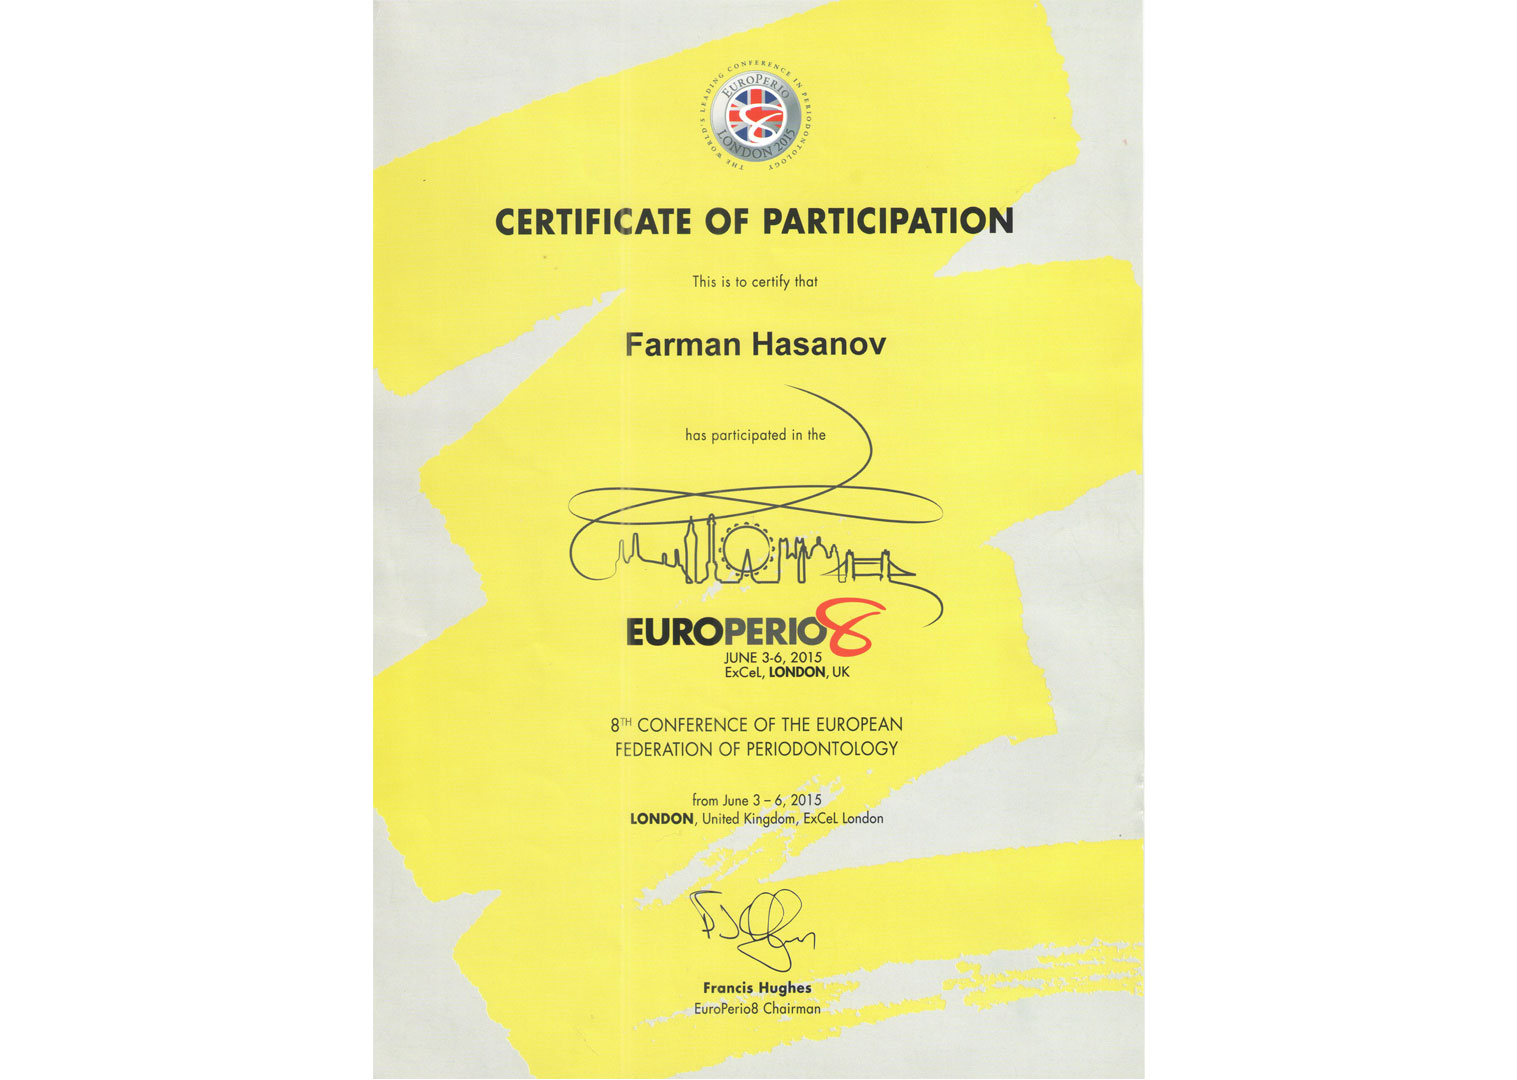 THE WORLD'S LEADING CONFERENCE IN PERIODONTOLOGY
EUROPERIO
8
LONDON 2015
CERTIFICATE OF PARTICIPATION
This is to certify that
Farman Hasanov
has participated in the
EUROPERIO8
JUNE 3-6, 2015
ExCeL, LONDON, UK
8TH CONFERENCE OF THE EUROPEAN
FEDERATION OF PERIODONTOLOGY
from June 3 – 6, 2015
LONDON, United Kingdom, ExCeL London
Francis Hughes
EuroPerio8 Chairman